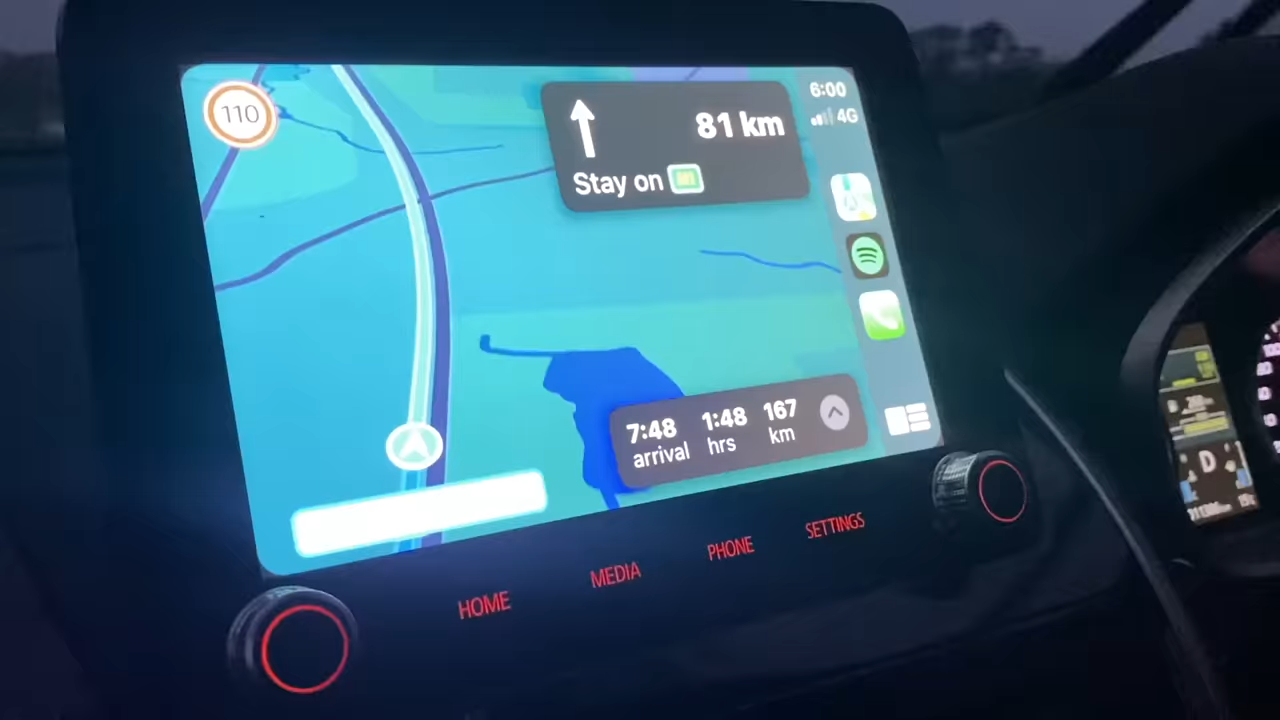 110
81 km
Stay on M1
6:00
4G
7:48 1:48 167
arrival hrs km
HOME MEDIA PHONE SETTINGS
D